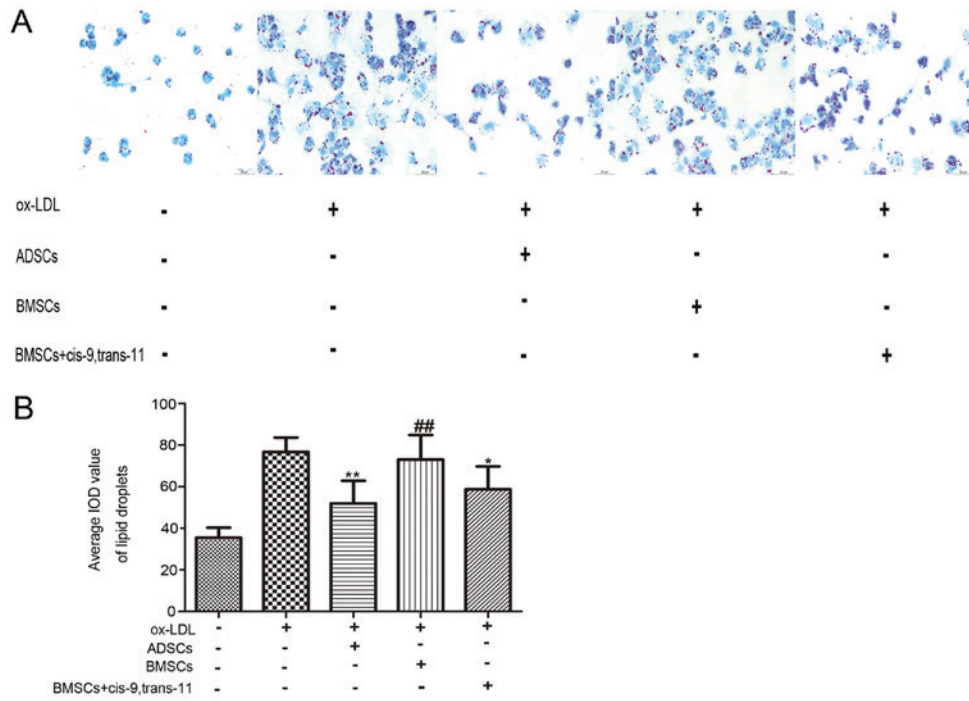 A
ox-LDL - + + + +
ADSCs - - + - -
BMSCs - - - + -
BMSCs+cis-9,trans-11 - - - - +
B
Average IOD value
of lipid droplets
100
80
60
40
20
0
**
##
*
ox-LDL - + + + +
ADSCs - - + - -
BMSCs - - - + -
BMSCs+cis-9,trans-11 - - - - +